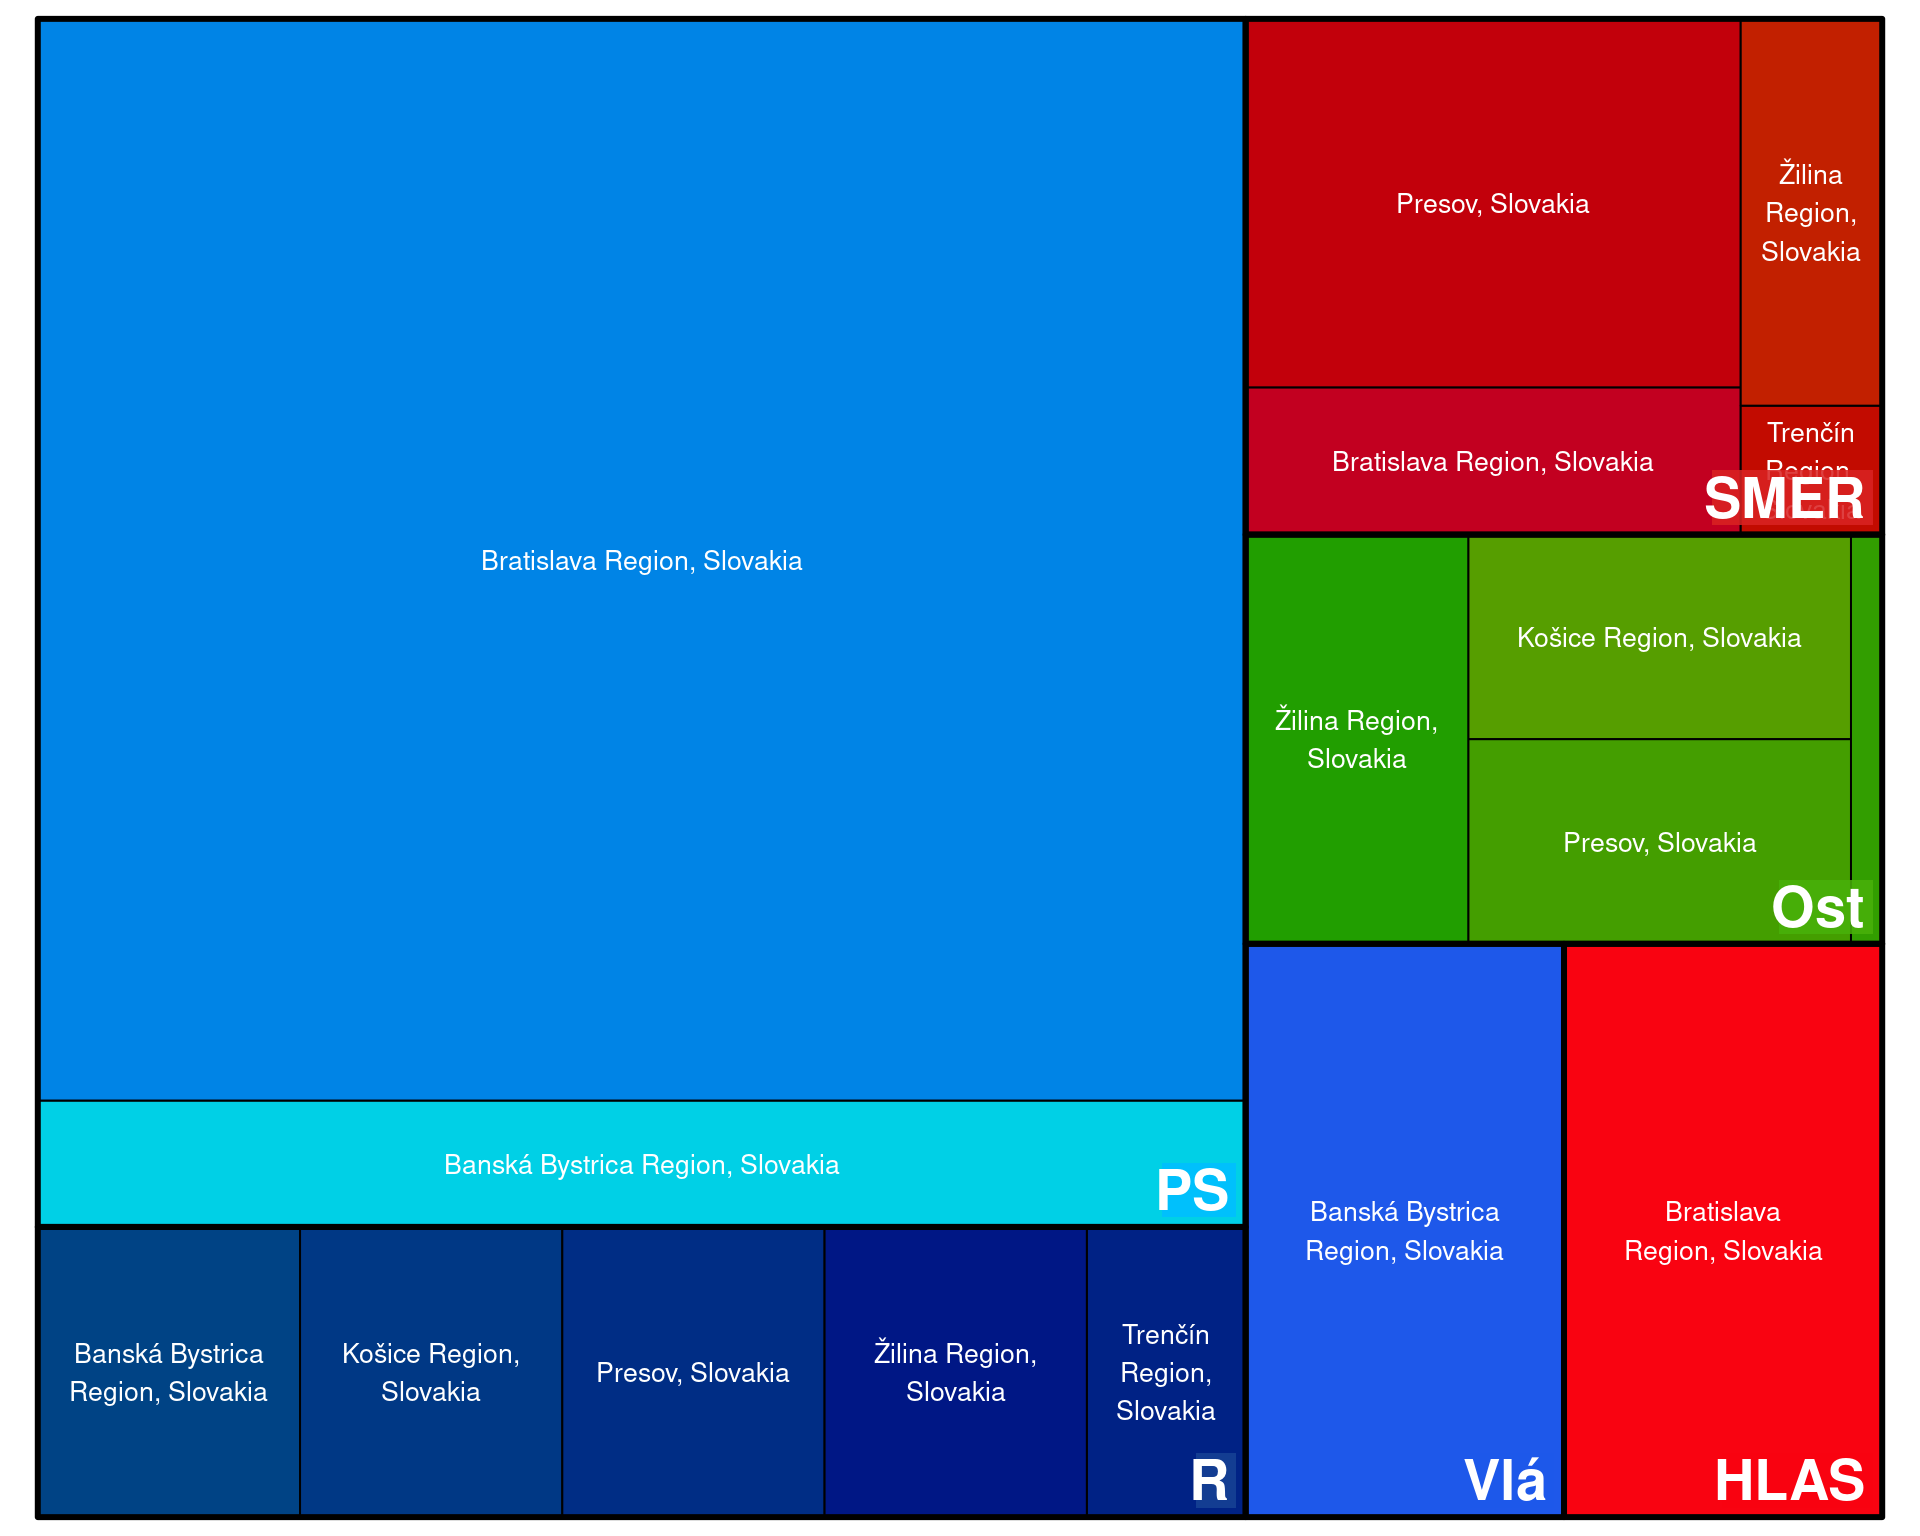 Bratislava Region, Slovakia
Banská Bystrica Region, Slovakia
PS
Banská Bystrica
Region, Slovakia
Košice Region,
Slovakia
Presov, Slovakia
Žilina Region,
Slovakia
Trenčín
Region,
Slovakia
R
Presov, Slovakia
Žilina
Region,
Slovakia
Bratislava Region, Slovakia
Trenčín
Region,
SMER
Žilina Region,
Slovakia
Košice Region, Slovakia
Presov, Slovakia
Ost
Banská Bystrica
Region, Slovakia
Vlá
Bratislava
Region, Slovakia
HLAS